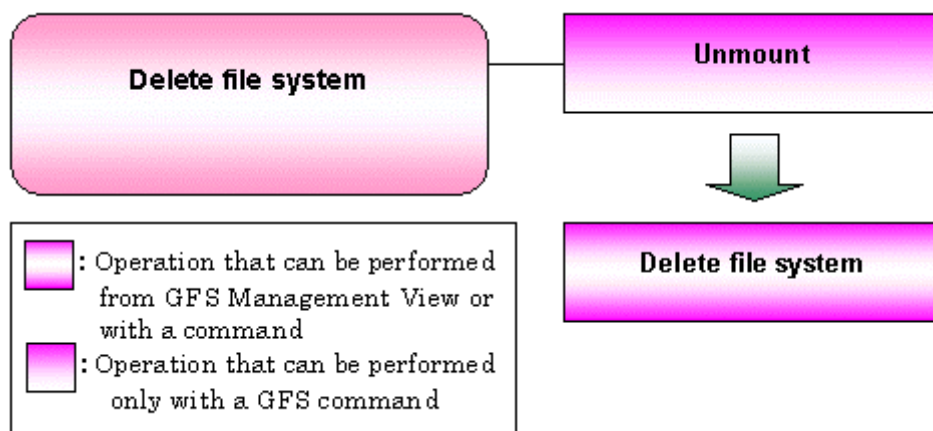 Delete file system
Unmount
Delete file system
: Operation that can be performed
from GFS Management View or
with a command
: Operation that can be performed
only with a GFS command